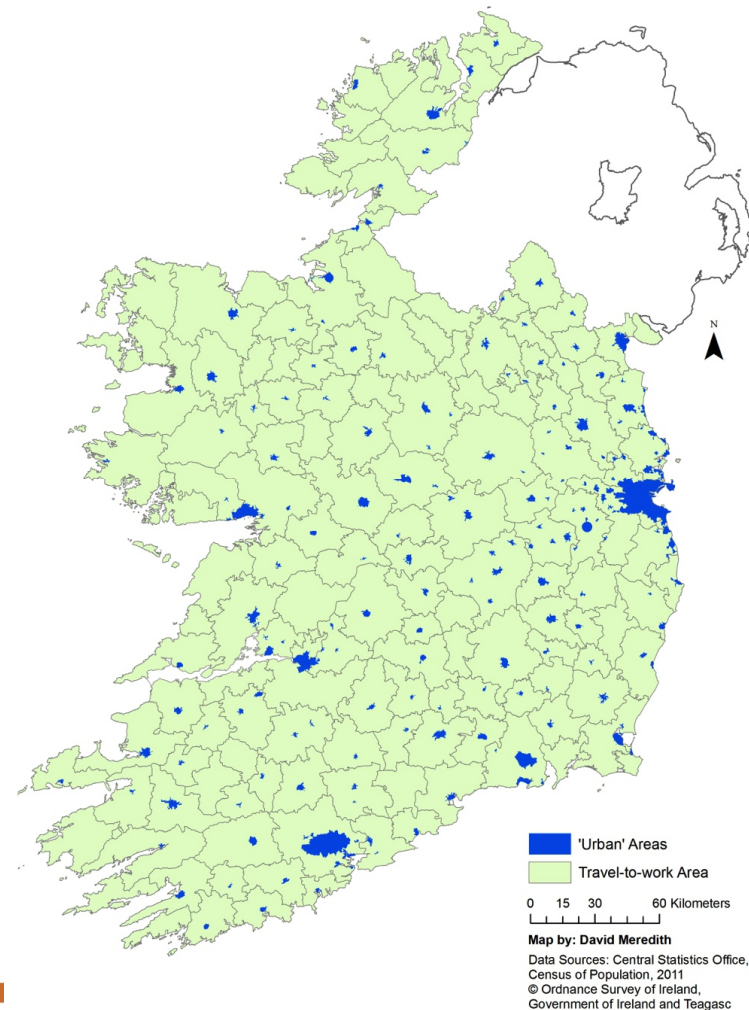 N
'Urban' Areas
Travel-to-work Area
0 15 30 60 Kilometers
Map by: David Meredith
Data Sources: Central Statistics Office,
Census of Population, 2011
© Ordnance Survey of Ireland,
Government of Ireland and Teagasc